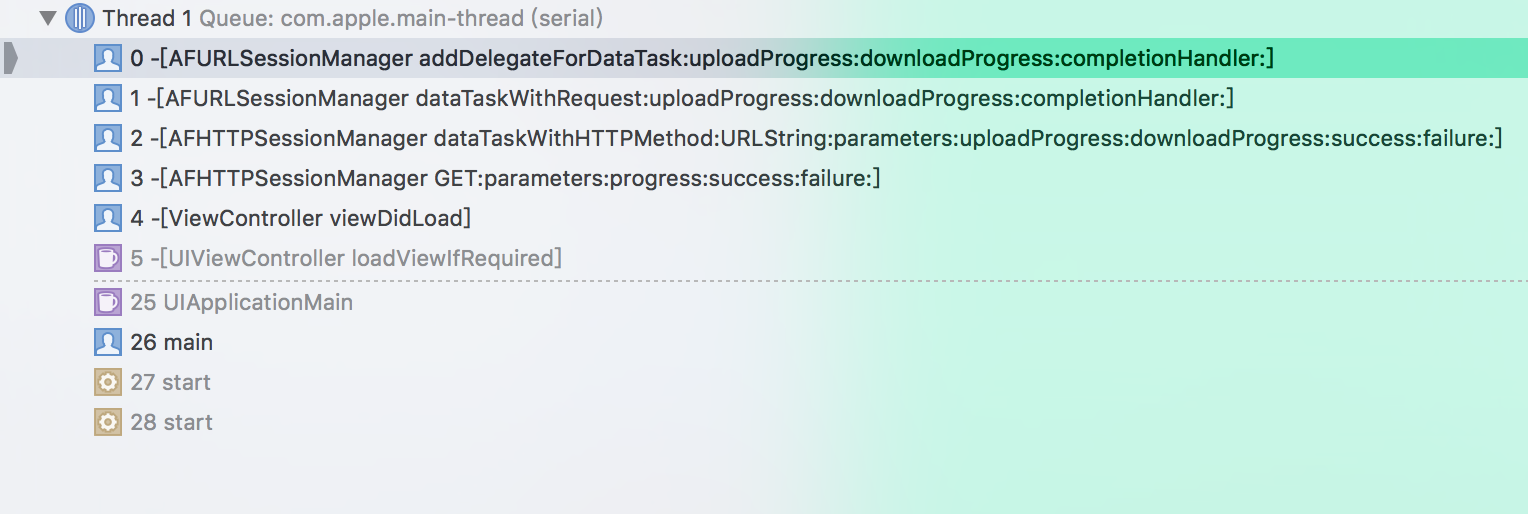 Thread 1 Queue: com.apple.main-thread (serial)
0 -[AFURLSessionManager addDelegateForDataTask:uploadProgress:downloadProgress:completionHandler:]
1 -[AFURLSessionManager dataTaskWithRequest:uploadProgress:downloadProgress:completionHandler:]
2 -[AFHTTPSessionManager dataTaskWithHTTPMethod:URLString:parameters:uploadProgress:downloadProgress:success:failure:]
3 -[AFHTTPSessionManager GET:parameters:progress:success:failure:]
4 -[ViewController viewDidLoad]
5 -[UIViewController loadViewIfRequired]
25 UIApplicationMain
26 main
27 start
28 start